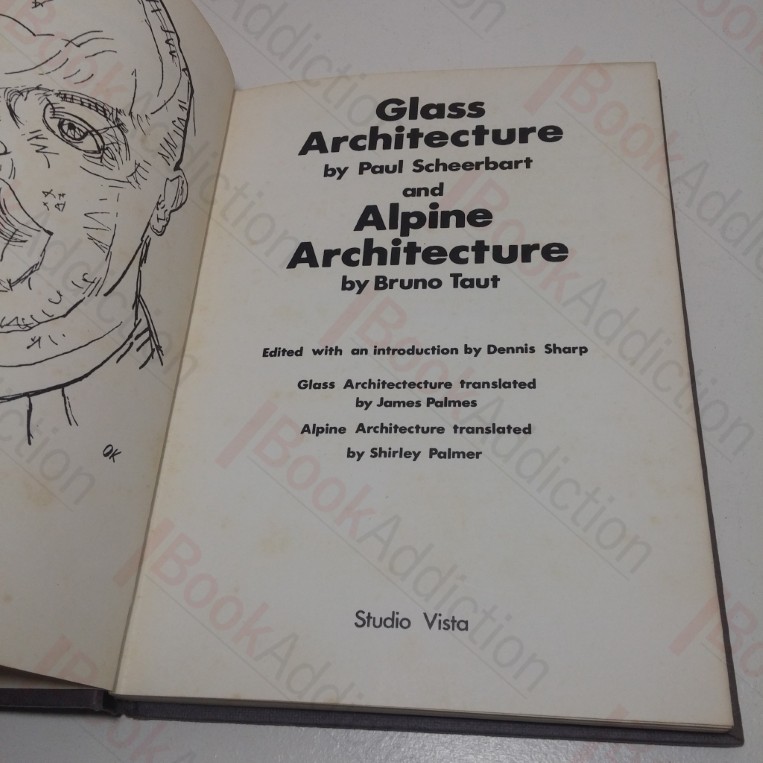 Glass
Architecture
by Paul Scheerbart
and
Alpine
Architecture
by Bruno Taut
Edited with an introduction by Dennis Sharp
Glass Architectecture translated
by James Palmes
Alpine Architecture translated
by Shirley Palmer
Studio Vista
OK
BookAddiction